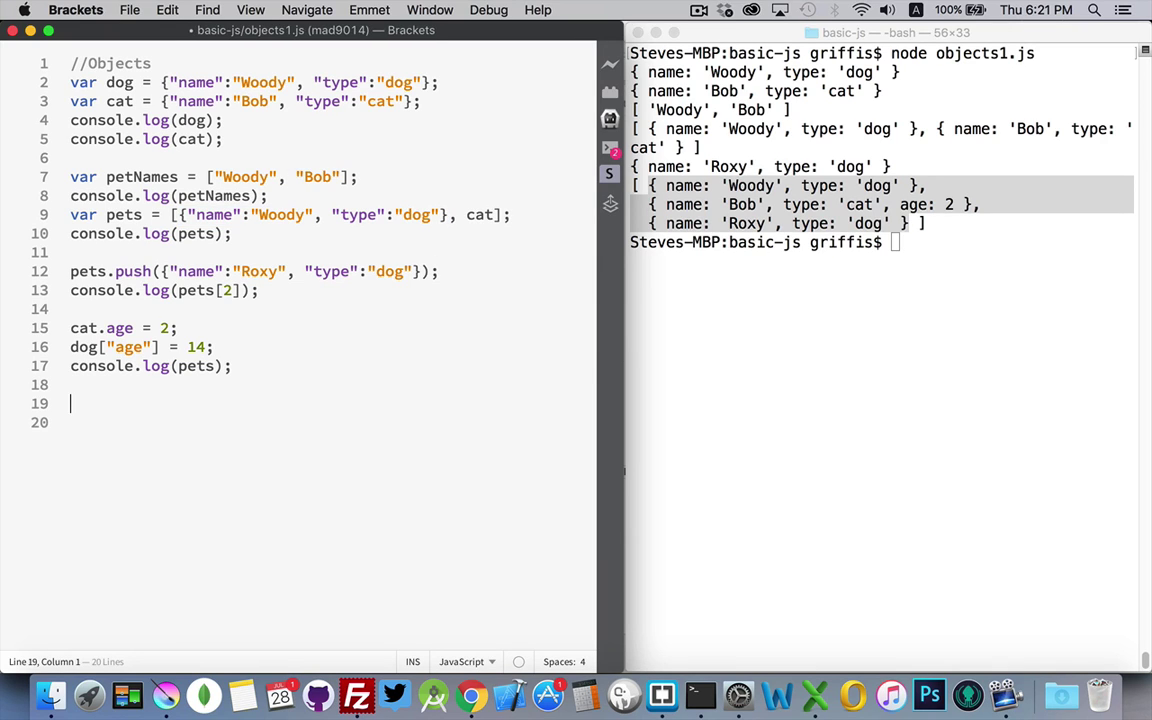 Brackets File Edit Find View Navigate Emmet Window Debug Help 100% Thu 6:21 PM
• basic-js/objects1.js (mad9014) — Brackets
1 //Objects
2 var dog = {"name":"Woody", "type":"dog"};
3 var cat = {"name":"Bob", "type":"cat"};
4 console.log(dog);
5 console.log(cat);
6
7 var petNames = ["Woody", "Bob"];
8 console.log(petNames);
9 var pets = [{"name":"Woody", "type":"dog"}, cat];
10 console.log(pets);
11
12 pets.push({"name":"Roxy", "type":"dog"});
13 console.log(pets[2]);
14
15 cat.age = 2;
16 dog["age"] = 14;
17 console.log(pets);
18
19
20
Line 19, Column 1 — 20 Lines
INS JavaScript Spaces: 4
2
S
basic-js — -bash — 56×33
Steves-MBP:basic-js griffis$ node objects1.js
{ name: 'Woody', type: 'dog' }
{ name: 'Bob', type: 'cat' }
[ 'Woody', 'Bob' ]
[ { name: 'Woody', type: 'dog' }, { name: 'Bob', type: '
cat' } ]
{ name: 'Roxy', type: 'dog' }
[ { name: 'Woody', type: 'dog' },
{ name: 'Bob', type: 'cat', age: 2 },
{ name: 'Roxy', type: 'dog' } ]
Steves-MBP:basic-js griffis$
28
1
1
Ps